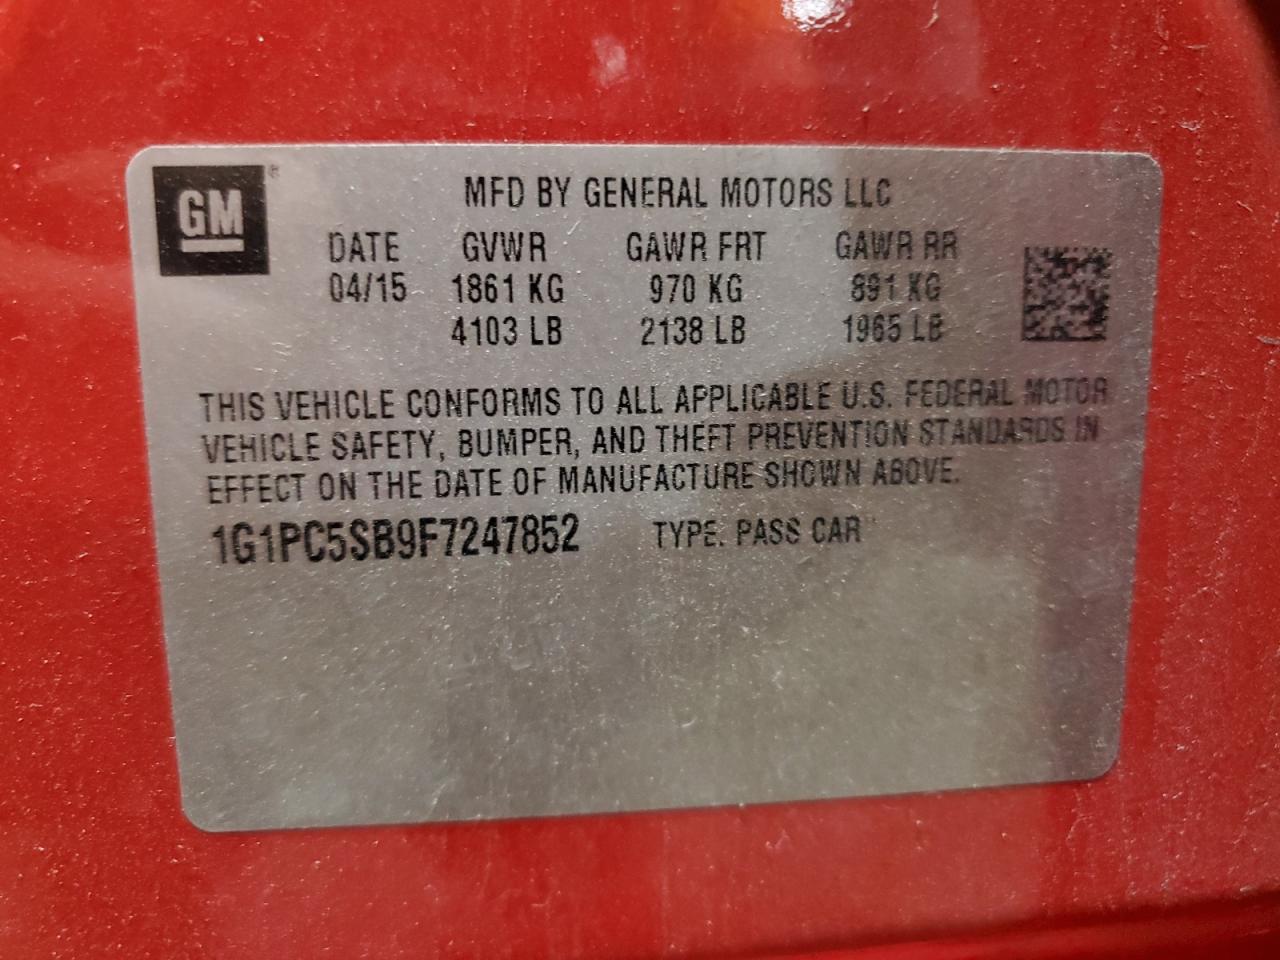 GM
MFD BY GENERAL MOTORS LLC
DATE GVWR GAWR FRT GAWR RR
04/15 1861 KG 970 KG 891 KG
4103 LB 2138 LB 1965 LB
THIS VEHICLE CONFORMS TO ALL APPLICABLE U.S. FEDERAL MOTOR
VEHICLE SAFETY, BUMPER, AND THEFT PREVENTION STANDARDS IN
EFFECT ON THE DATE OF MANUFACTURE SHOWN ABOVE.
1G1PC5SB9F7247852 TYPE. PASS CAR